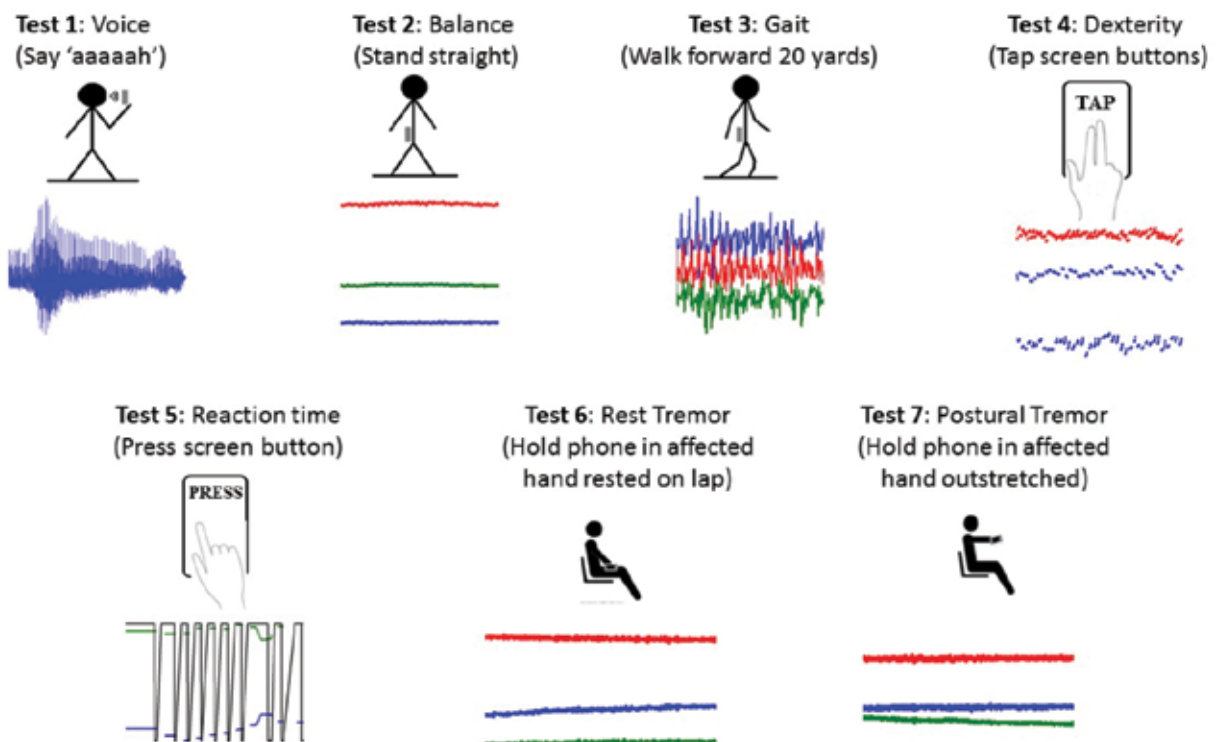 Test 1: Voice
(Say 'aaaaah')
Test 2: Balance
(Stand straight)
Test 3: Gait
(Walk forward 20 yards)
Test 4: Dexterity
(Tap screen buttons)
TAP
Test 5: Reaction time
(Press screen button)
PRESS
Test 6: Rest Tremor
(Hold phone in affected
hand rested on lap)
Test 7: Postural Tremor
(Hold phone in affected
hand outstretched)